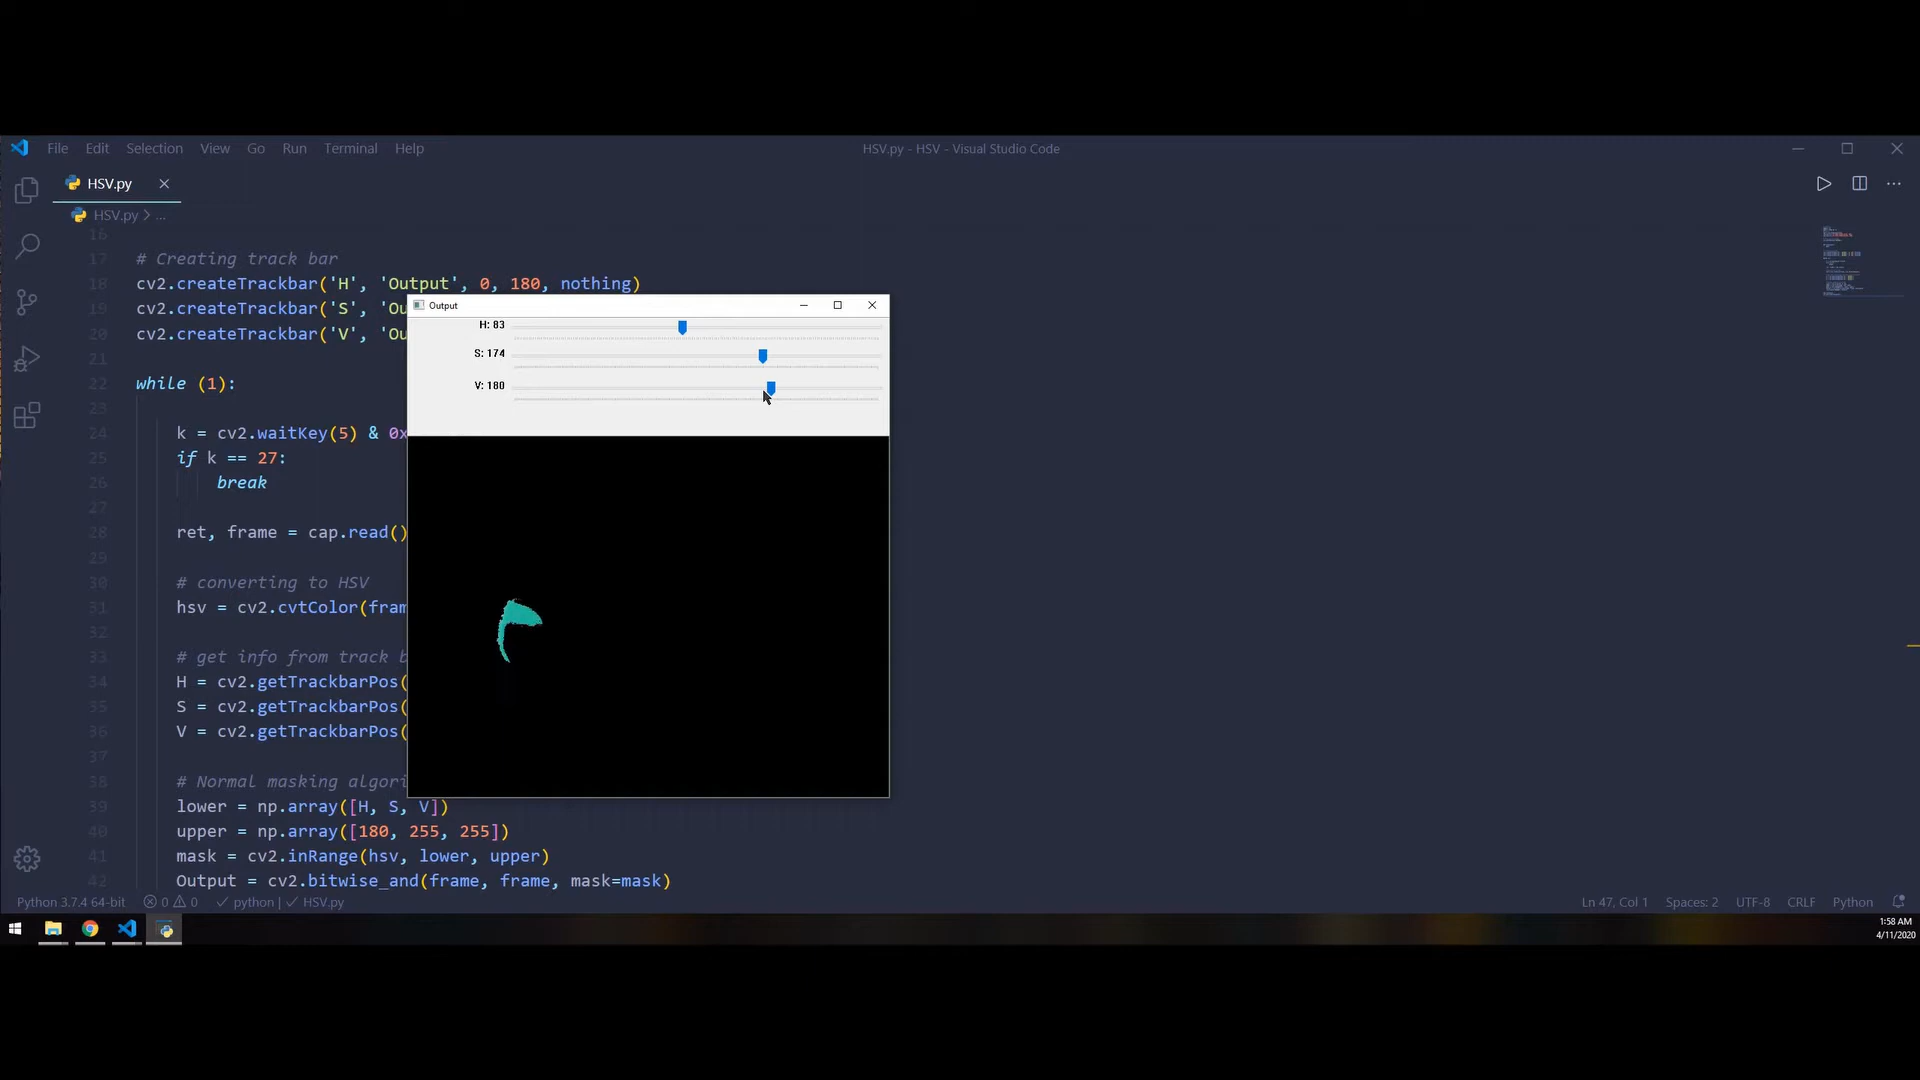 File Edit Selection View Go Run Terminal Help
HSV.py - HSV - Visual Studio Code
HSV.py
HSV.py > ...
16
17 # Creating track bar
18 cv2.createTrackbar('H', 'Output', 0, 180, nothing)
19 cv2.createTrackbar('S', 'Ou
20 cv2.createTrackbar('V', 'Ou
21
22 while (1):
23
24 k = cv2.waitKey(5) & 0x
25 if k == 27:
26 break
27
28 ret, frame = cap.read()
29
30 # converting to HSV
31 hsv = cv2.cvtColor(fram
32
33 # get info from track b
34 H = cv2.getTrackbarPos(
35 S = cv2.getTrackbarPos(
36 V = cv2.getTrackbarPos(
37
38 # Normal masking algori
39 lower = np.array([H, S, V])
40 upper = np.array([180, 255, 255])
41 mask = cv2.inRange(hsv, lower, upper)
42 Output = cv2.bitwise_and(frame, frame, mask=mask)
Output
H: 83
S: 174
V: 180
Python 3.7.4 64-bit 0 0 python | HSV.py
Ln 47, Col 1 Spaces: 2 UTF-8 CRLF Python
1:58 AM
4/11/2020